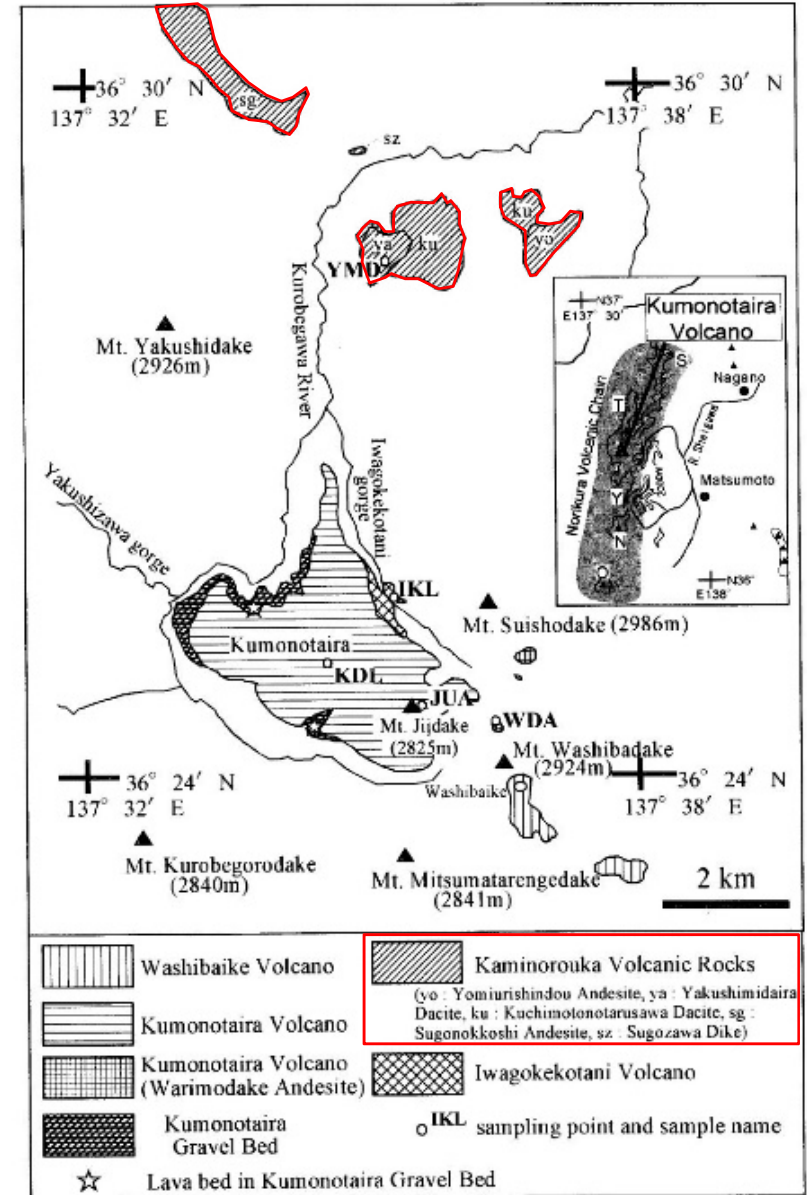 36° 30′ N
137° 32′ E
36° 30′ N
137° 38′ E
sg
sz
ku
yo
ya
ku
YMD
Kurobegawa River
Mt. Yakushidake
(2926m)
N37°
E137° 30′
Kumonotaira
Volcano
S
Nagano
T
Norikura Volcanic Chain
Matsumoto
Y
N
N36°
E138°
Iwagokekotani
gorge
Yakushizawa gorge
IKL
Mt. Suishodake (2986m)
Kumonotaira
KDL
JUA
WDA
Mt. Jijdake
(2825m)
Mt. Washibadake
(2924m)
Washibaike
36° 24′ N
137° 32′ E
36° 24′ N
137° 38′ E
Mt. Kurobegorodake
(2840m)
Mt. Mitsumatarengedake
(2841m)
2 km
Washibaike Volcano
Kumonotaira Volcano
Kumonotaira Volcano
(Warimodake Andesite)
Kumonotaira
Gravel Bed
Lava bed in Kumonotaira Gravel Bed
Kaminorouka Volcanic Rocks
(yo : Yomiurishindou Andesite, ya : Yakushimidaira
Dacite, ku : Kuchimotonotarusawa Dacite, sg :
Sugonokkoshi Andesite, sz : Sugozawa Dike)
Iwagokekotani Volcano
IKL sampling point and sample name